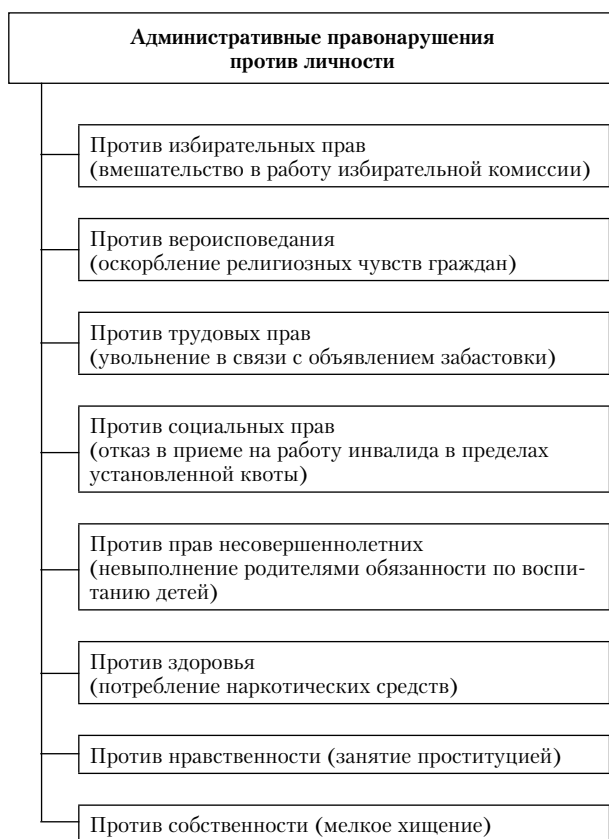 Административные правонарушения
против личности
Против избирательных прав
(вмешательство в работу избирательной комиссии)
Против вероисповедания
(оскорбление религиозных чувств граждан)
Против трудовых прав
(увольнение в связи с объявлением забастовки)
Против социальных прав
(отказ в приеме на работу инвалида в пределах
установленной квоты)
Против прав несовершеннолетних
(невыполнение родителями обязанности по воспи-
танию детей)
Против здоровья
(потребление наркотических средств)
Против нравственности (занятие проституцией)
Против собственности (мелкое хищение)